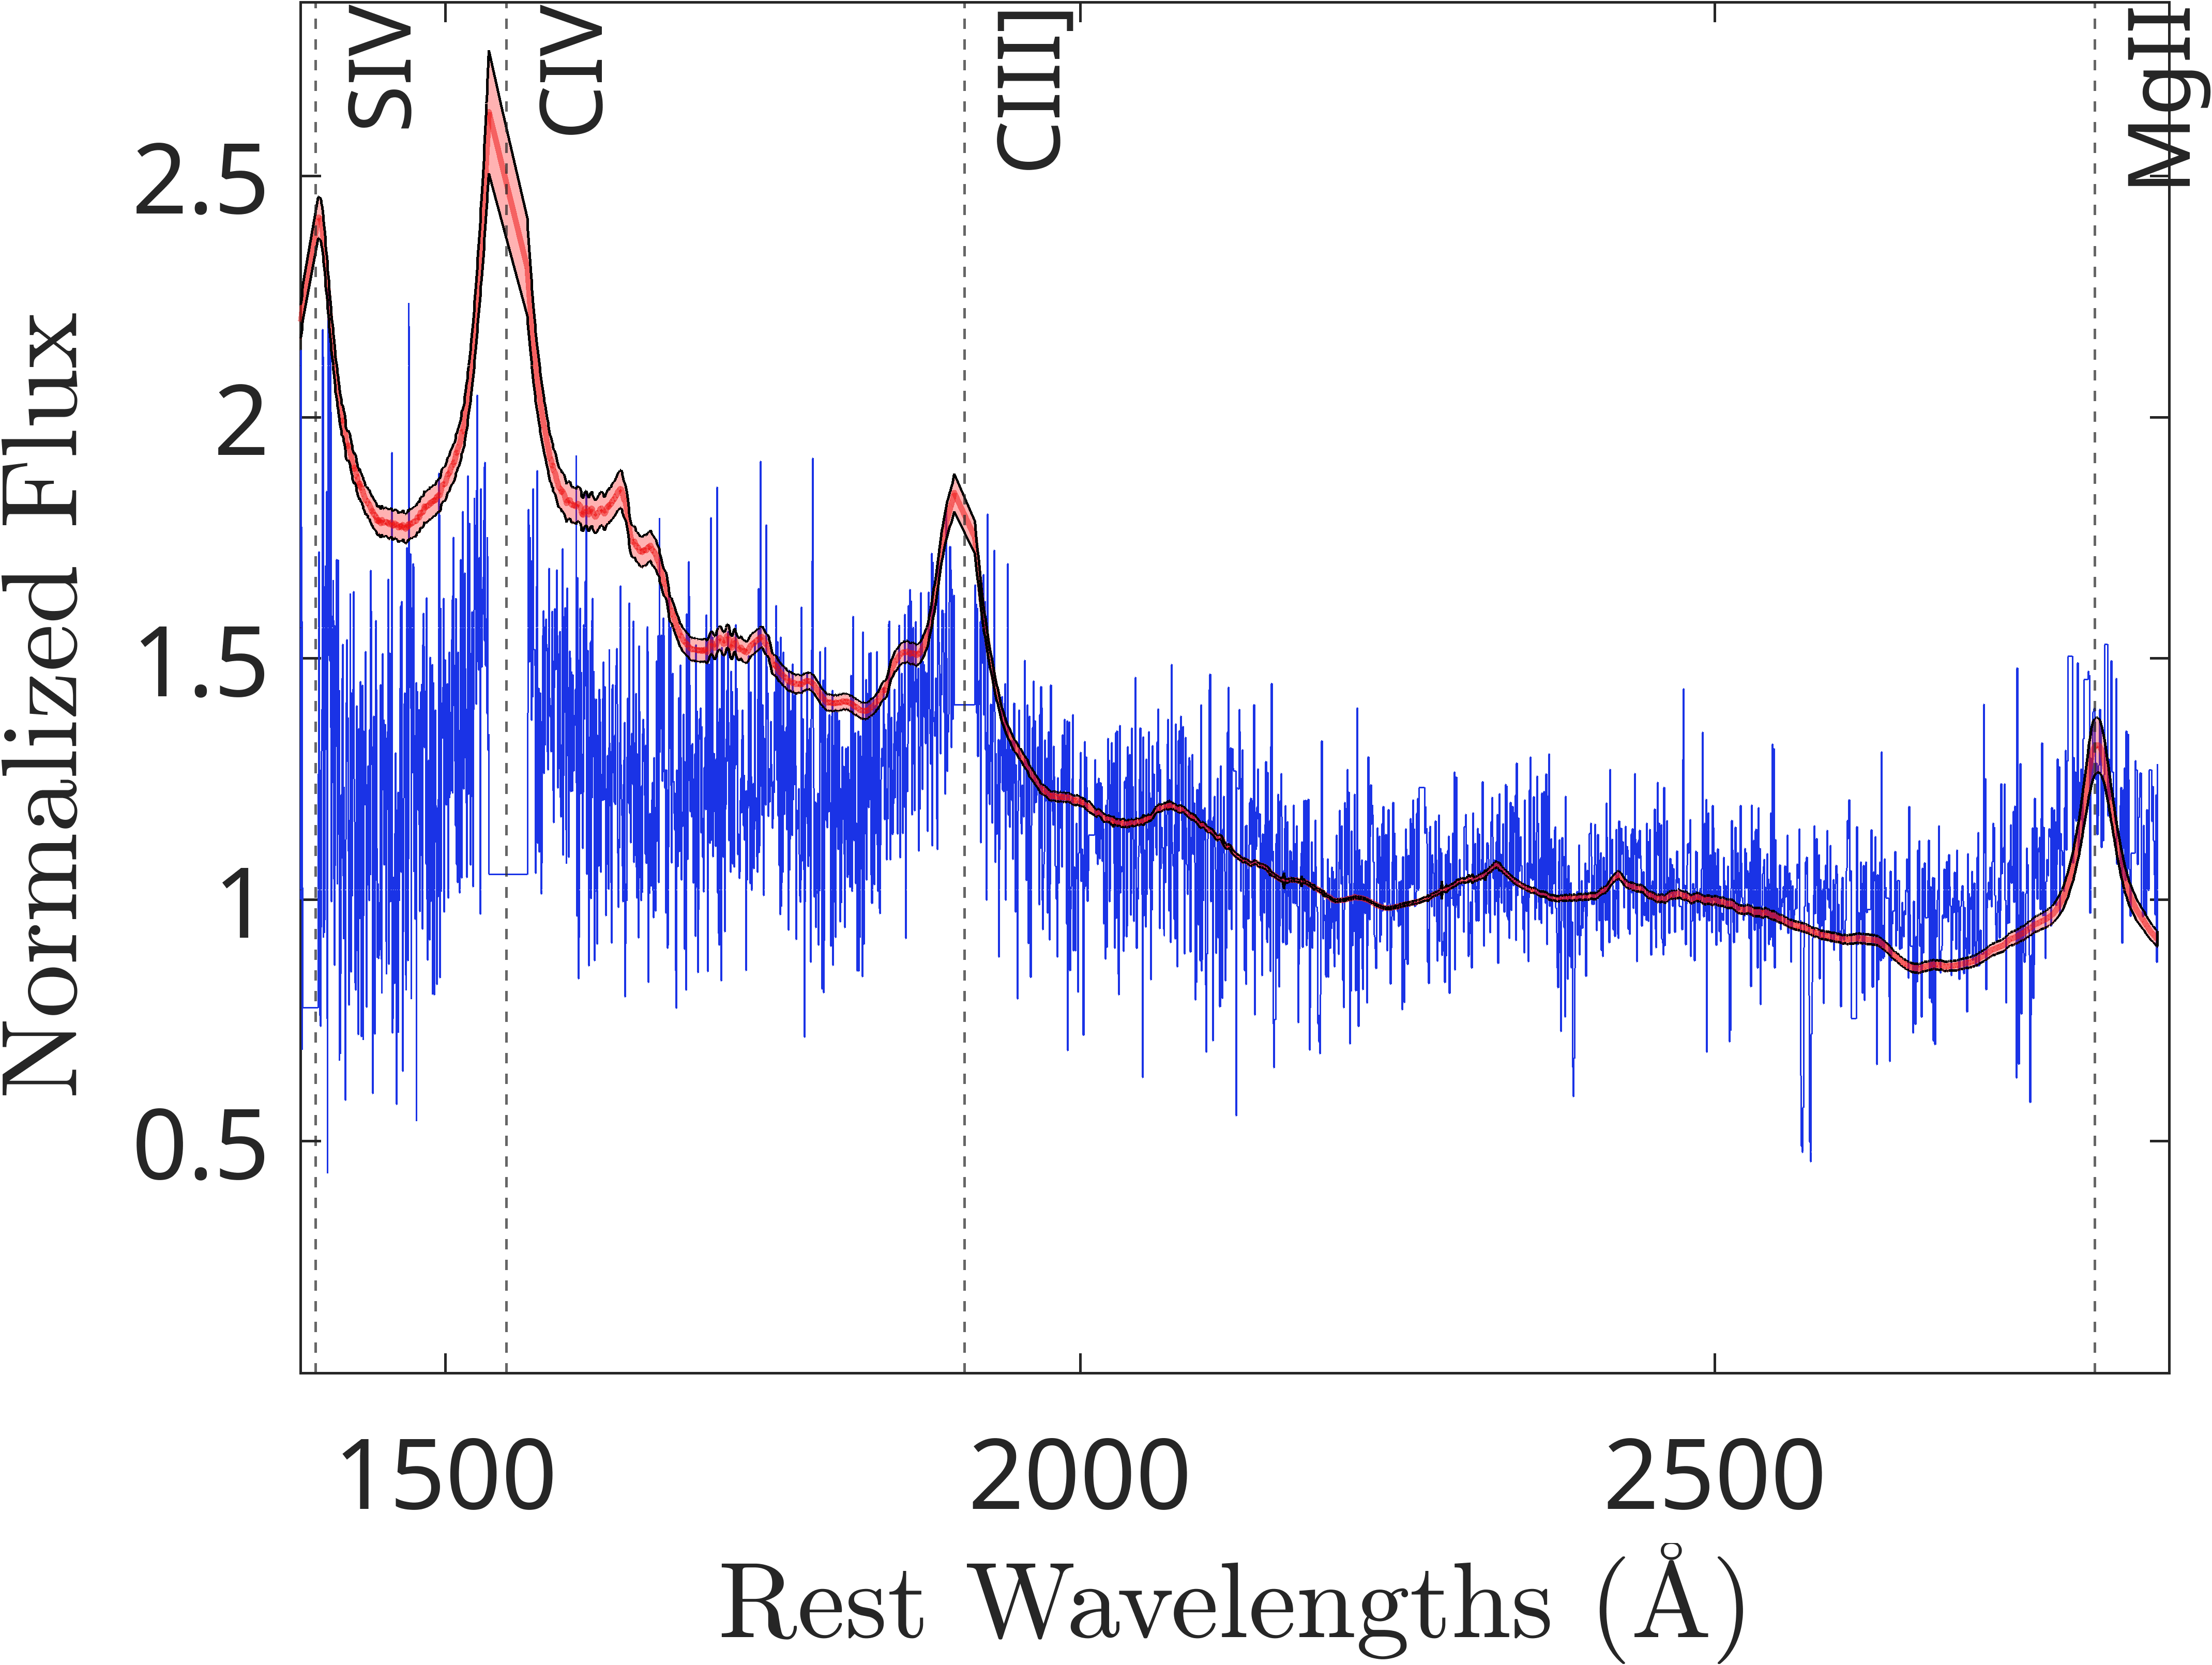 SIV
CIV
CIII]
MgII
2.5
2
1.5
1
0.5
Normalized Flux
1500
2000
2500
Rest Wavelengths (Å)